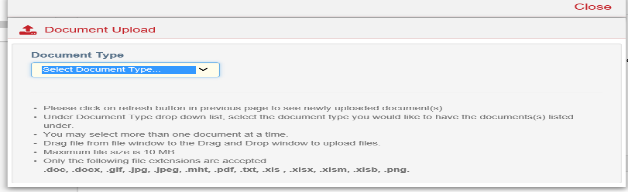 Close
Document Upload
Document Type
Select Document Type...
• Please click on refresh button in previous page to see newly uploaded document(s)
• Under Document Type drop down list, select the document type you would like to have the documents(s) listed
under.
• You may select more than one document at a time.
• Drag file from file window to the Drag and Drop window to upload files.
• Maximum file size is 10 MB
• Only the following file extensions are accepted
.doc, .docx, .gif, .jpg, .jpeg, .mht, .pdf, .txt, .xls , .xlsx, .xlsm, .xlsb, .png.